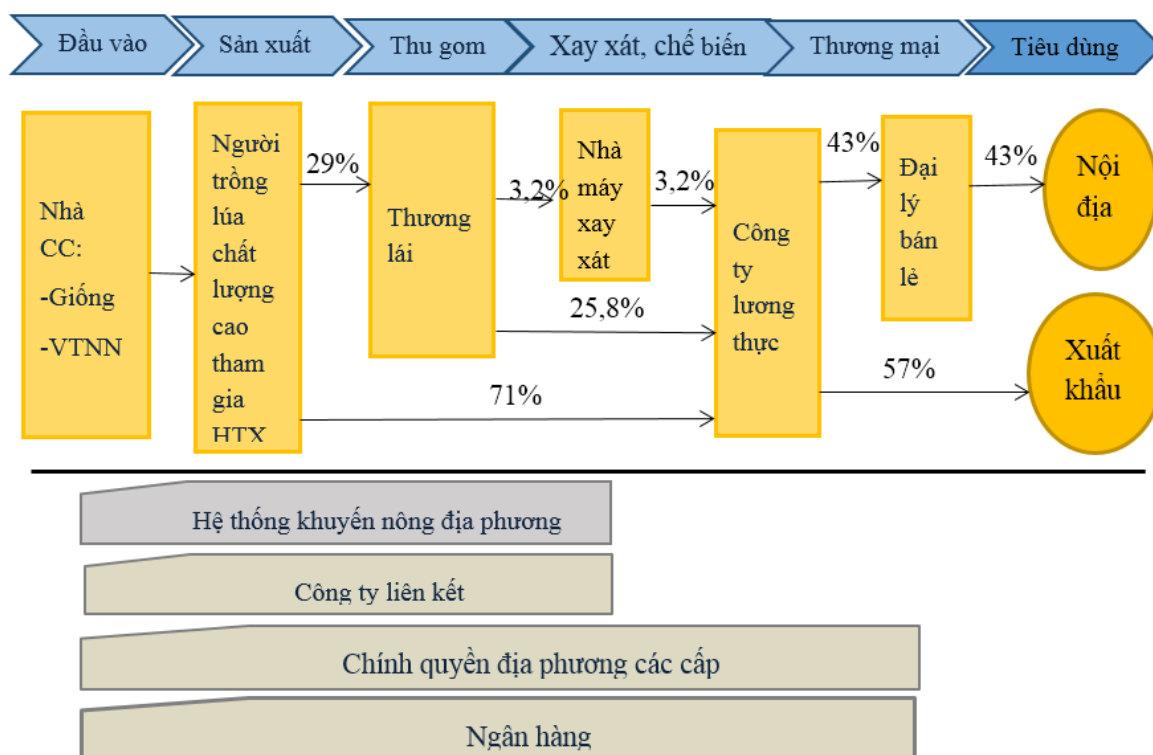 Đầu vào
Sản xuất
Thu gom
Xay xát, chế biến
Thương mại
Tiêu dùng
Nhà
CC:
-Giống
-VTNN
Người
trồng
lúa
chất
lượng
cao
tham
gia
HTX
29%
Thương
lái
3,2%
Nhà
máy
xay
xát
3,2%
25,8%
71%
Công
ty
lương
thực
43%
Đại
lý
bán
lẻ
43%
Nội
địa
57%
Xuất
khẩu
Hệ thống khuyến nông địa phương
Công ty liên kết
Chính quyền địa phương các cấp
Ngân hàng